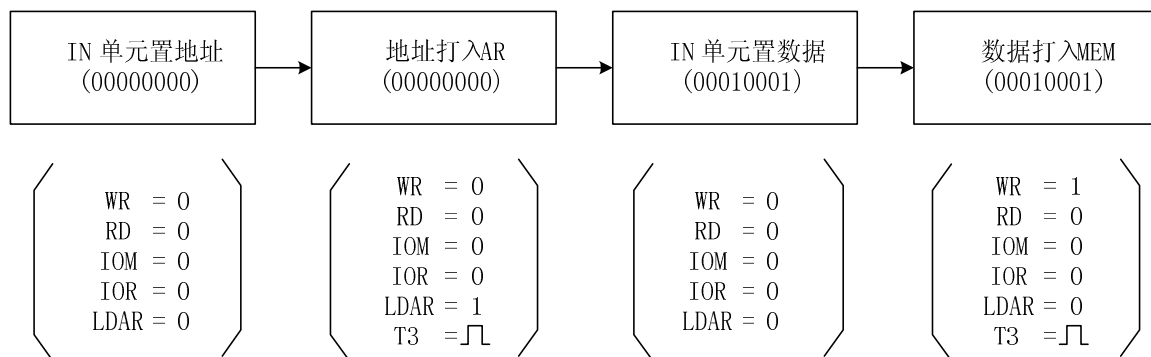 IN 单元置地址
(00000000)
地址打入AR
(00000000)
IN 单元置数据
(00010001)
数据打入MEM
(00010001)
WR = 0
RD = 0
IOM = 0
IOR = 0
LDAR = 0
WR = 0
RD = 0
IOM = 0
IOR = 0
LDAR = 1
T3 =
WR = 0
RD = 0
IOM = 0
IOR = 0
LDAR = 0
WR = 1
RD = 0
IOM = 0
IOR = 0
LDAR = 0
T3 =